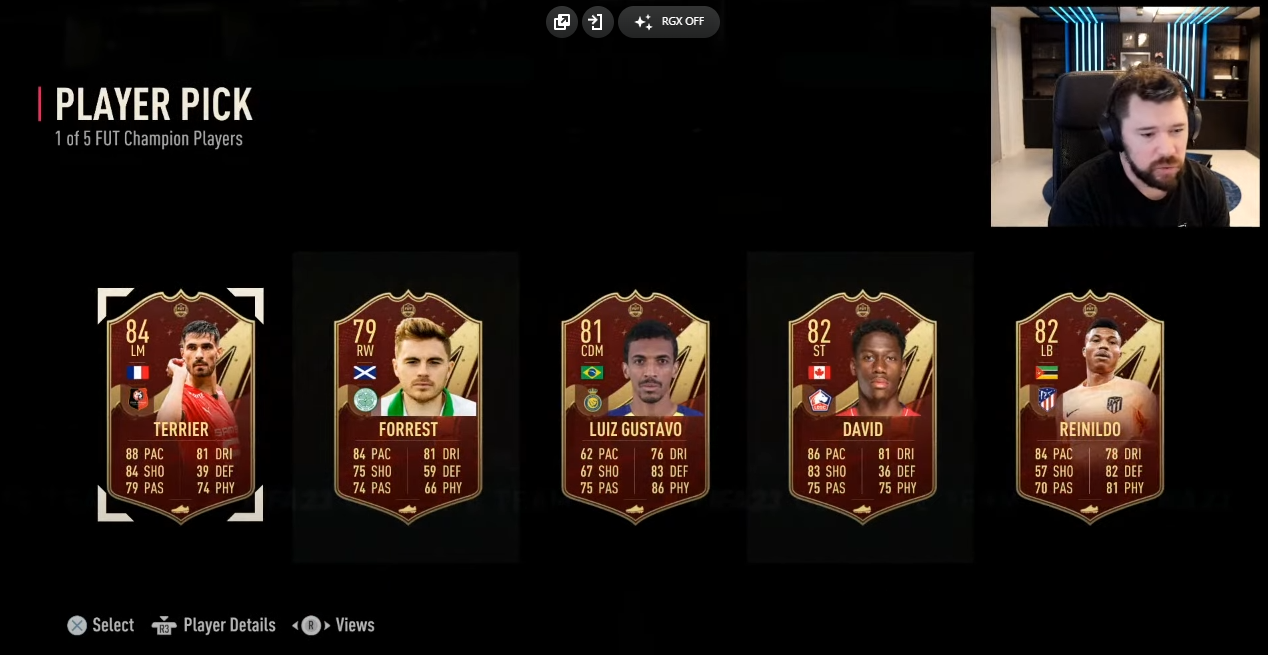 RGX OFF
PLAYER PICK
1 of 5 FUT Champion Players
84
LM
TERRIER
88 PAC 81 DRI
84 SHO 39 DEF
79 PAS 74 PHY
79
RW
FORREST
84 PAC 81 DRI
75 SHO 59 DEF
74 PAS 66 PHY
81
CDM
LUIZ GUSTAVO
62 PAC 76 DRI
67 SHO 83 DEF
75 PAS 86 PHY
82
ST
DAVID
86 PAC 81 DRI
83 SHO 36 DEF
75 PAS 75 PHY
82
LB
REINILDO
84 PAC 78 DRI
57 SHO 82 DEF
70 PAS 81 PHY
Select R3 Player Details R Views